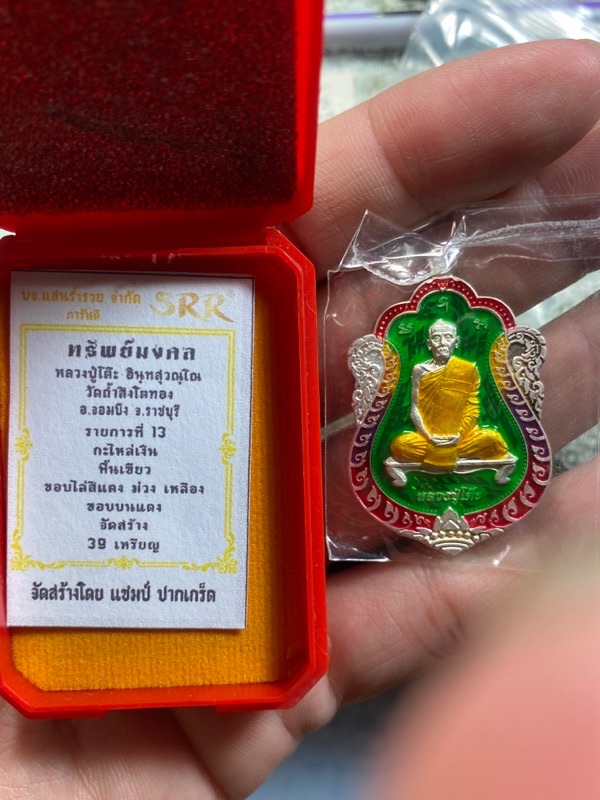 บจ.แสนร่ำรวย จำกัด
การันตี
SRR®
ทรัพย์มงคล
หลวงปู่โต๊ะ อินฺทสุวณฺโณ
วัดถ้ำสิงโตทอง
อ.จอมบึง จ.ราชบุรี
รายการที่ 13
กะไหล่เงิน
พื้นเขียว
ขอบไล่สีแดง ม่วง เหลือง
ขอบบนแดง
จัดสร้าง
39 เหรียญ
จัดสร้างโดย แชมป์ ปากเกร็ด
หลวงปู่โต๊ะ